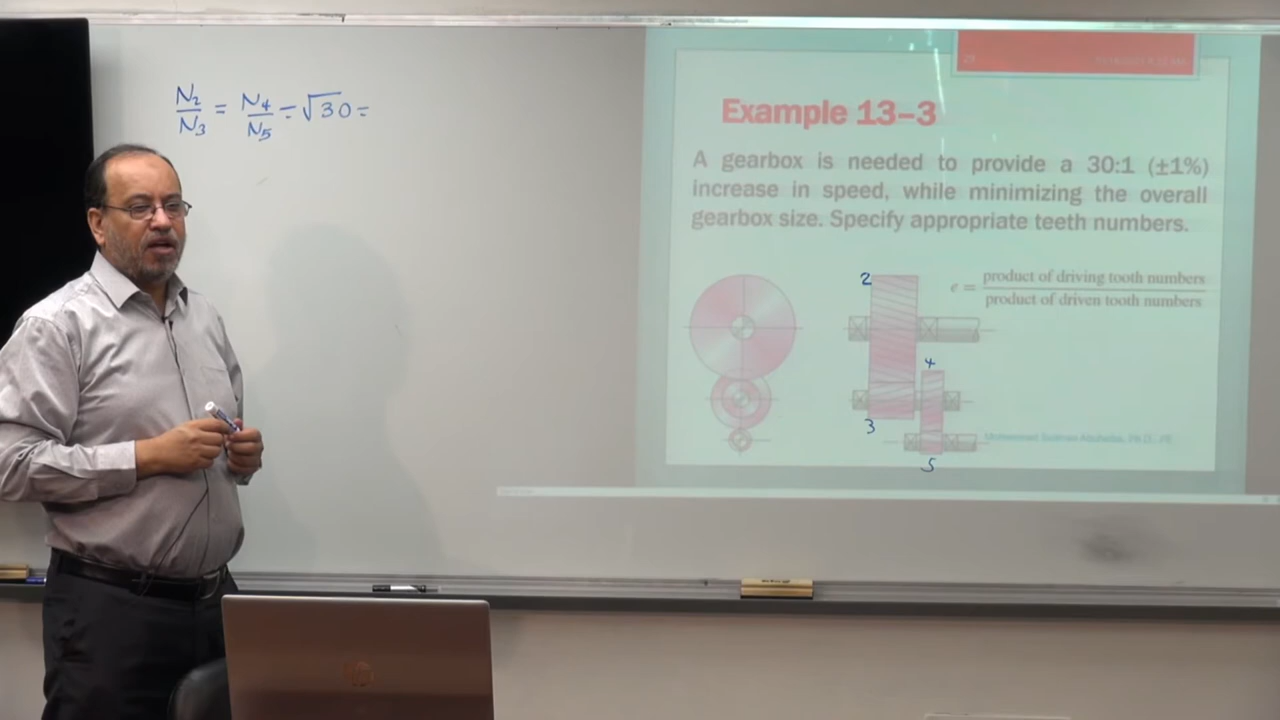 N₂/N₃ = N₄/N₅ = √30 =
Example 13–3
A gearbox is needed to provide a 30:1 (±1%)
increase in speed, while minimizing the overall
gearbox size. Specify appropriate teeth numbers.
e = product of driving tooth numbers / product of driven tooth numbers
2
4
3
5